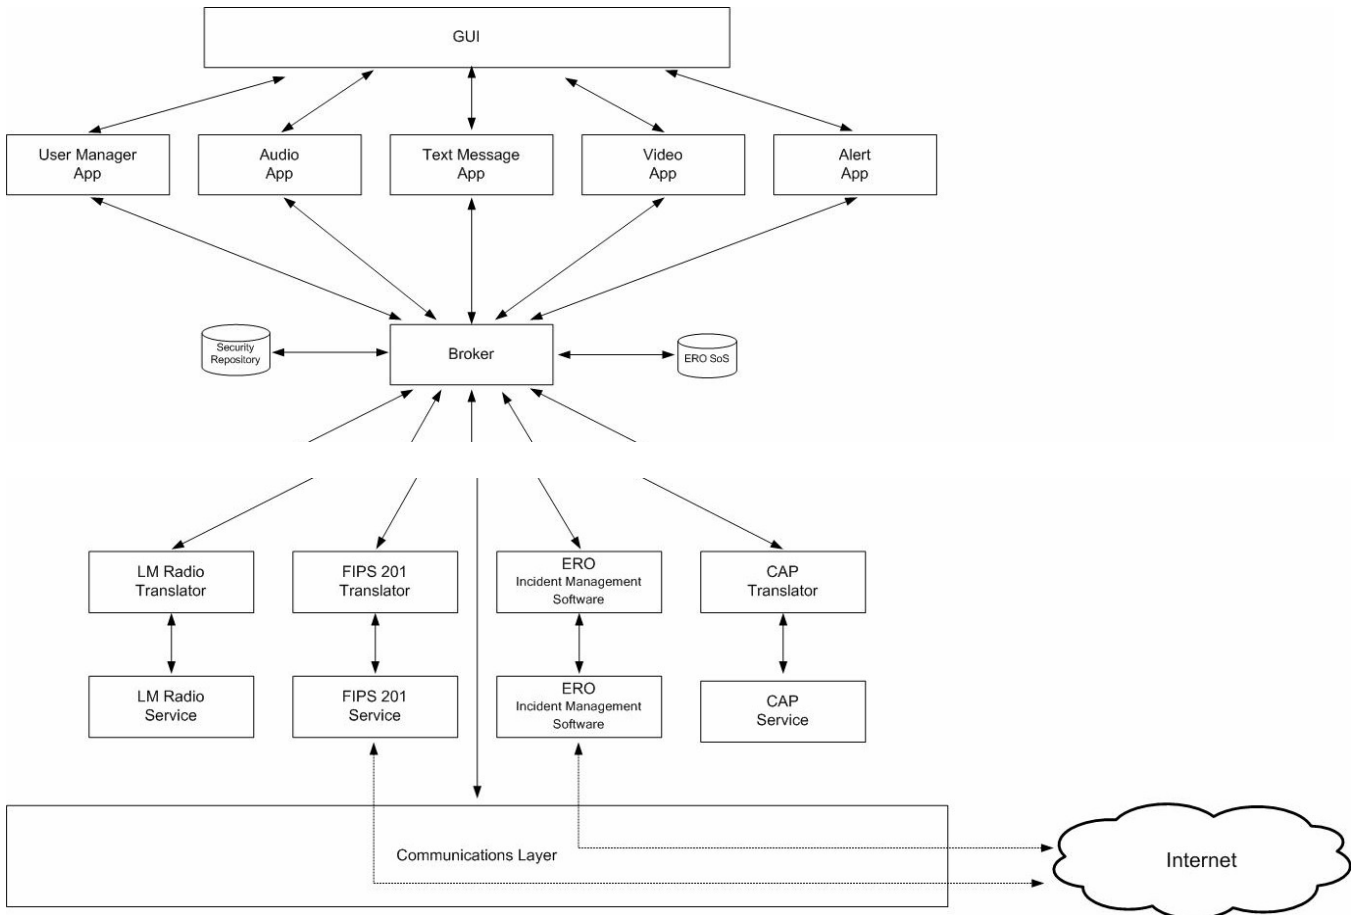 GUI
User Manager
App
Audio
App
Text Message
App
Video
App
Alert
App
Security
Repository
Broker
ERO SoS
LM Radio
Translator
FIPS 201
Translator
ERO
Incident Management
Software
CAP
Translator
LM Radio
Service
FIPS 201
Service
ERO
Incident Management
Software
CAP
Service
Communications Layer
Internet